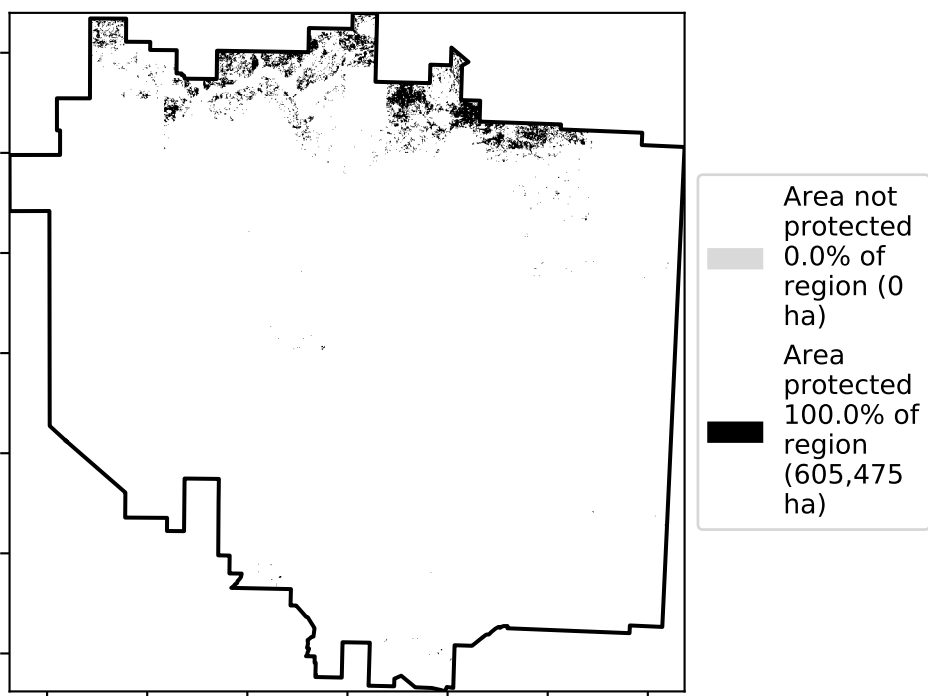 Area not
protected
0.0% of
region (0
ha)
Area
protected
100.0% of
region
(605,475
ha)